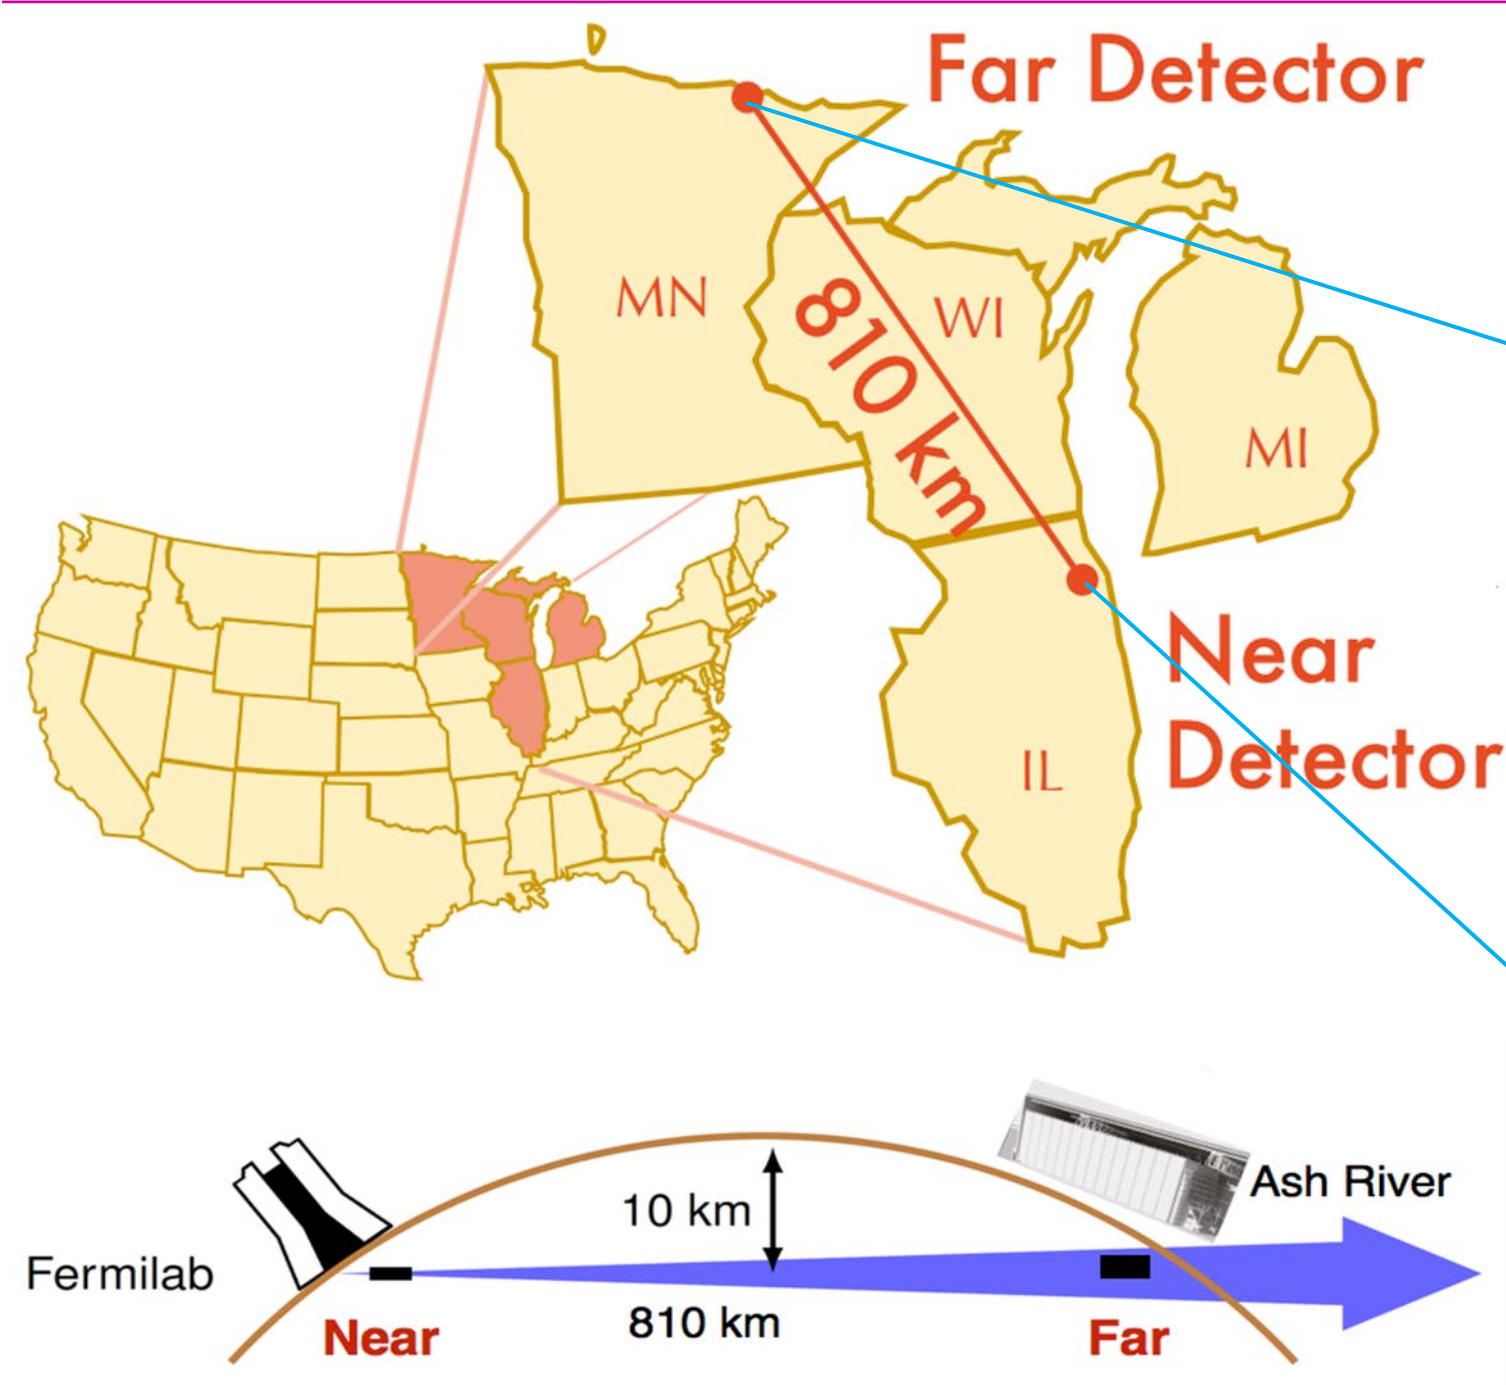 Far Detector
MN
WI
810 km
MI
Near
Detector
IL
10 km
Ash River
Fermilab
810 km
Near
Far